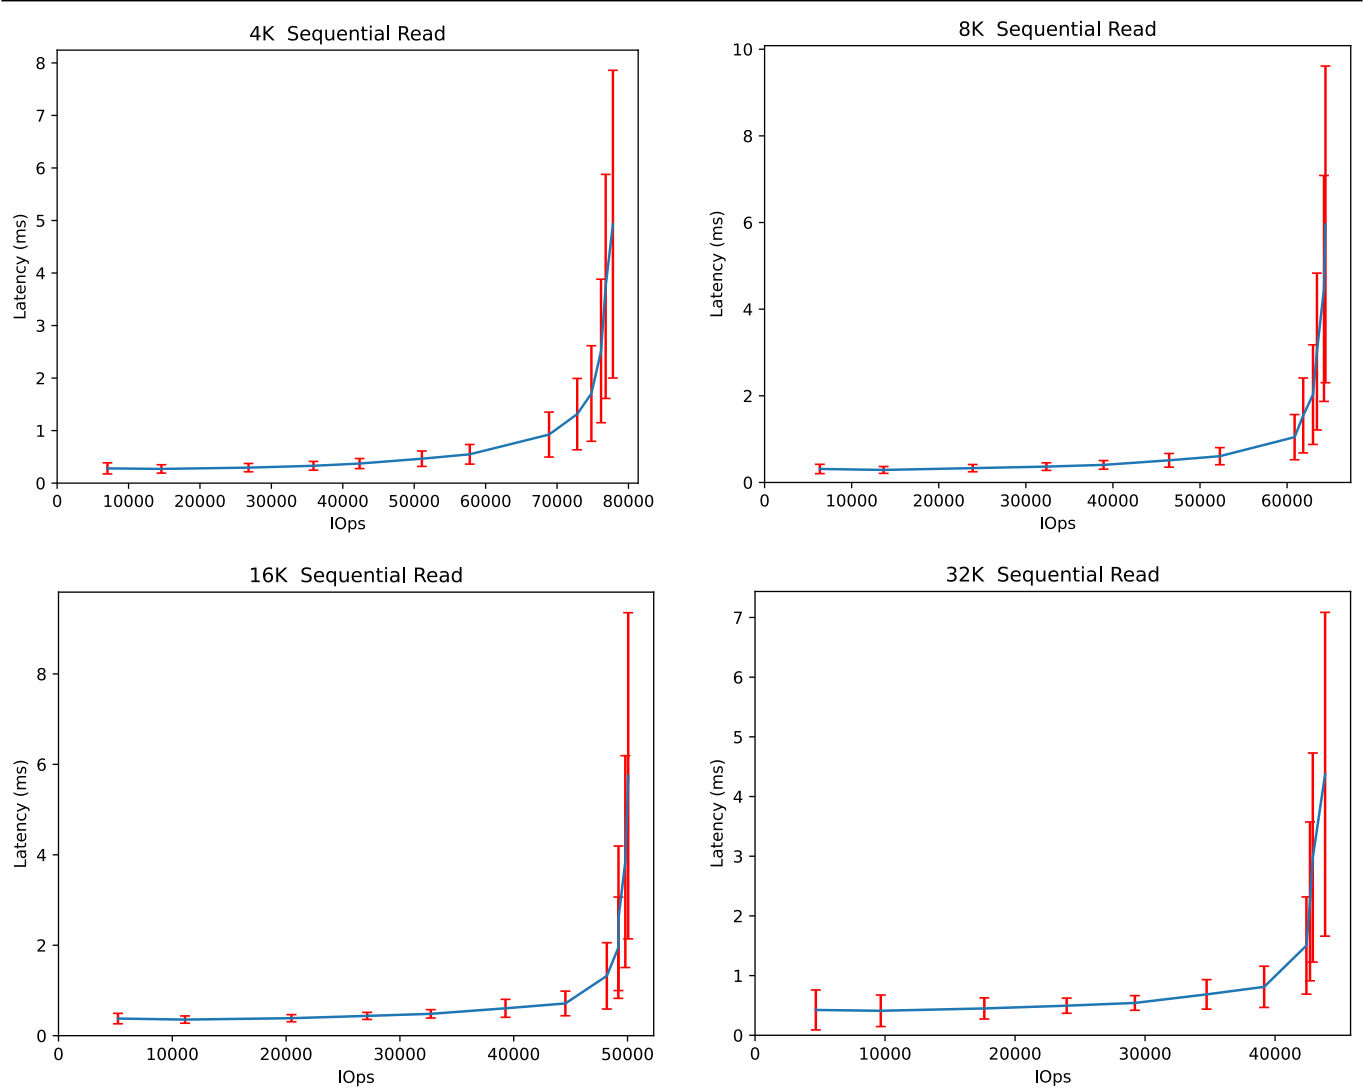 4K  Sequential Read
8
7
6
5
4
3
2
1
0
Latency (ms)
0 10000 20000 30000 40000 50000 60000 70000 80000
IOps
8K  Sequential Read
10
8
6
4
2
0
Latency (ms)
0 10000 20000 30000 40000 50000 60000
IOps
16K  Sequential Read
8
6
4
2
0
Latency (ms)
0 10000 20000 30000 40000 50000
IOps
32K  Sequential Read
7
6
5
4
3
2
1
0
Latency (ms)
0 10000 20000 30000 40000
IOps